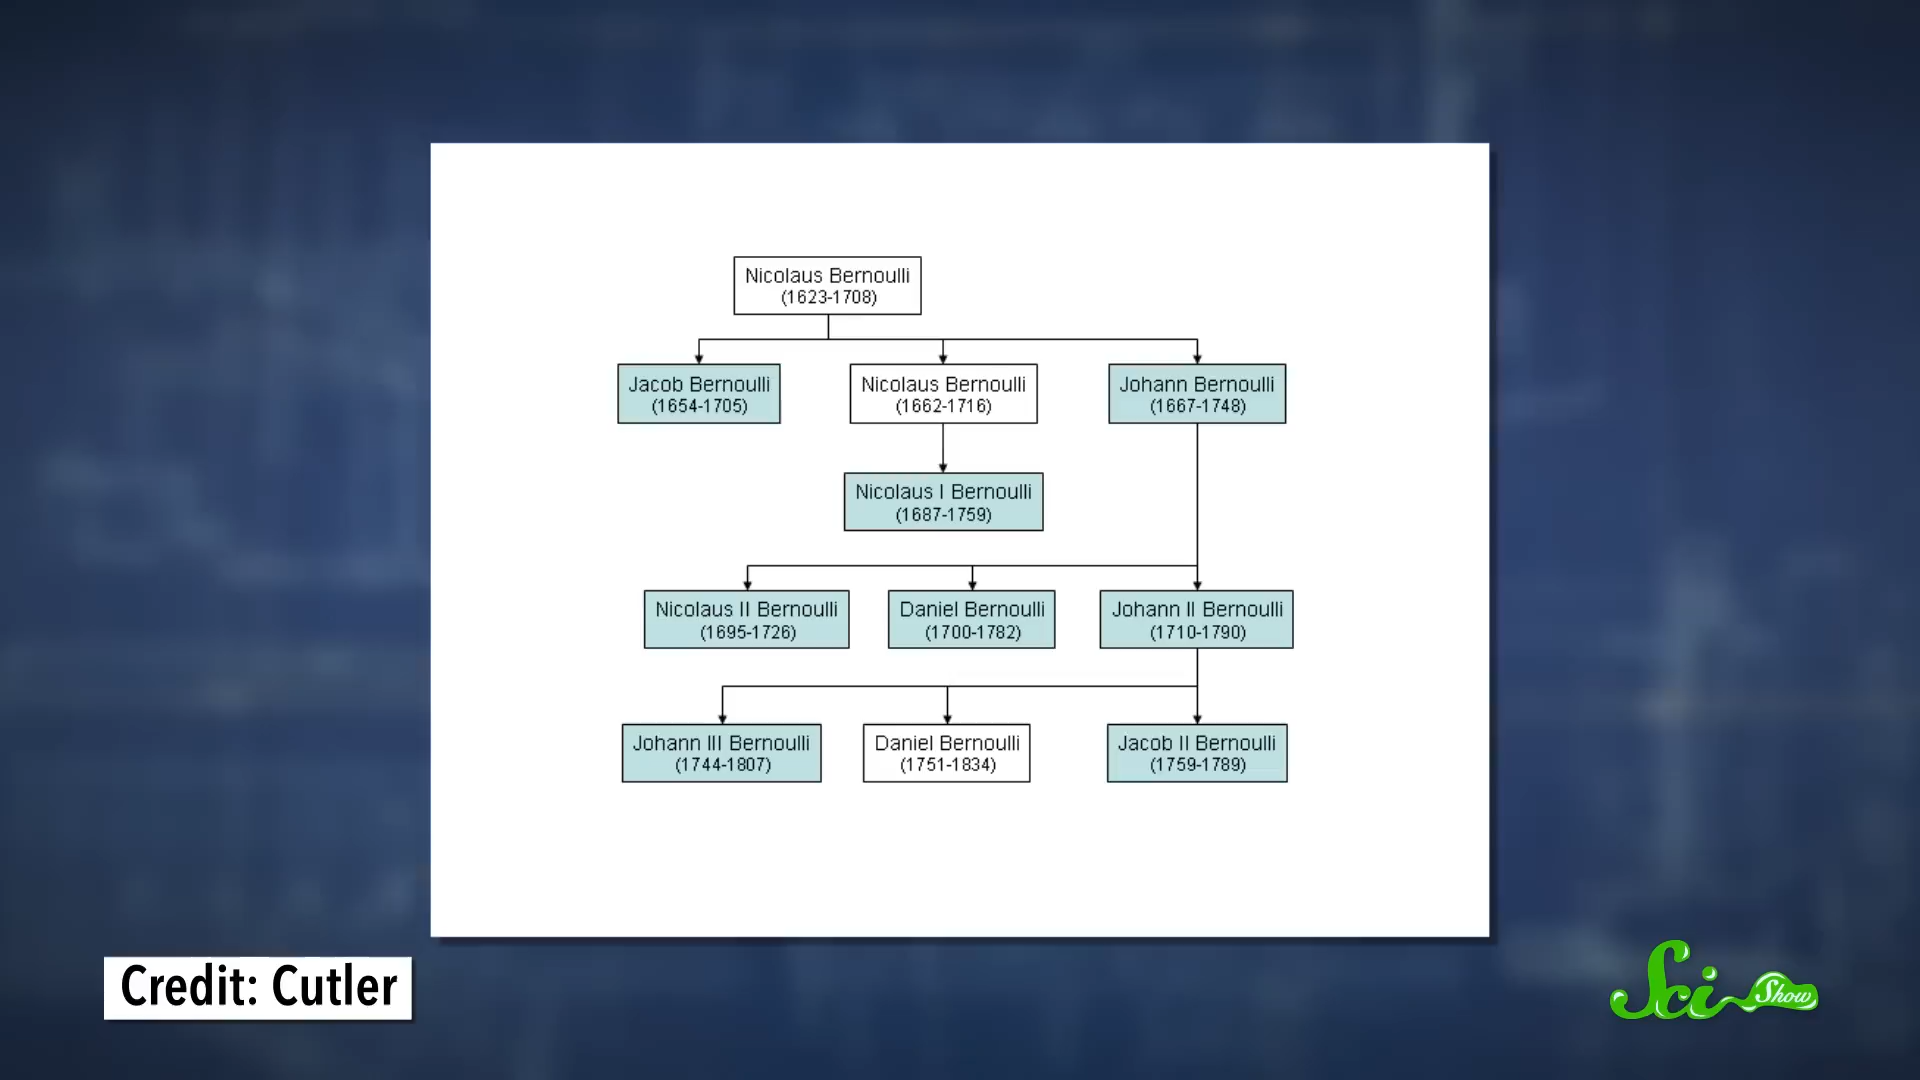 Nicolaus Bernoulli
(1623-1708)
Jacob Bernoulli
(1654-1705)
Nicolaus Bernoulli
(1662-1716)
Johann Bernoulli
(1667-1748)
Nicolaus I Bernoulli
(1687-1759)
Nicolaus II Bernoulli
(1695-1726)
Daniel Bernoulli
(1700-1782)
Johann II Bernoulli
(1710-1790)
Johann III Bernoulli
(1744-1807)
Daniel Bernoulli
(1751-1834)
Jacob II Bernoulli
(1759-1789)
Credit: Cutler
Sci Show